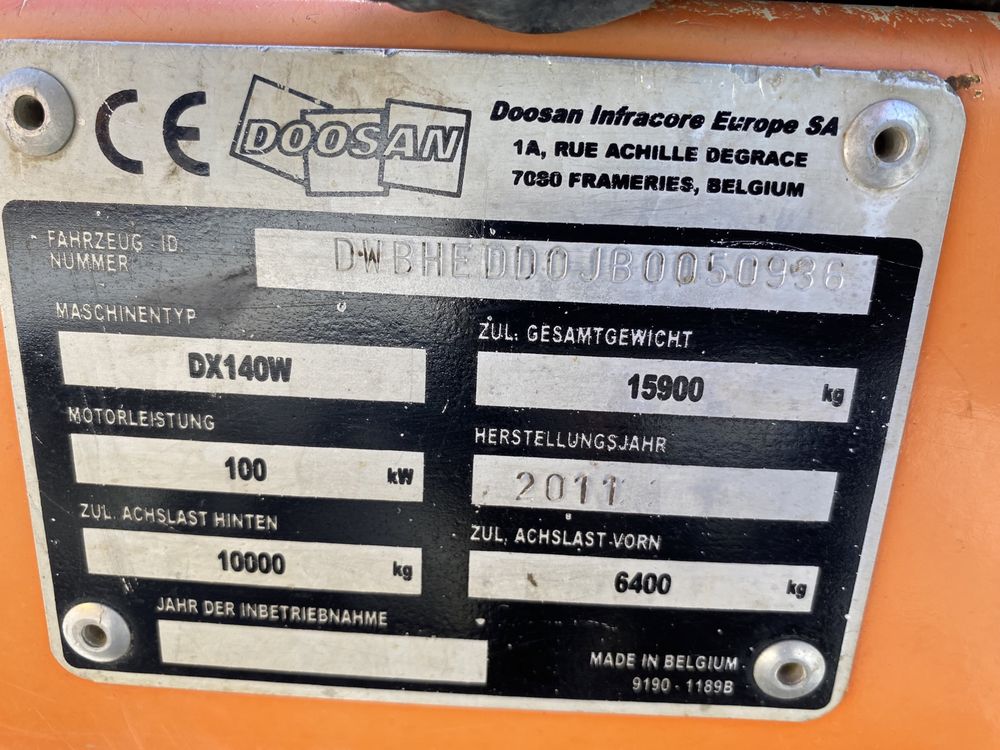 CE
DOOSAN
Doosan Infracore Europe SA
1A, RUE ACHILLE DEGRACE
7080 FRAMERIES, BELGIUM
FAHRZEUG ID.
NUMMER
DWBHEDD0JB0050936
MASCHINENTYP
DX140W
ZUL. GESAMTGEWICHT
15900 kg
MOTORLEISTUNG
100 kW
HERSTELLUNGSJAHR
2011
ZUL. ACHSLAST HINTEN
10000 kg
ZUL. ACHSLAST VORN
6400 kg
JAHR DER INBETRIEBNAHME
MADE IN BELGIUM
9190-1189B